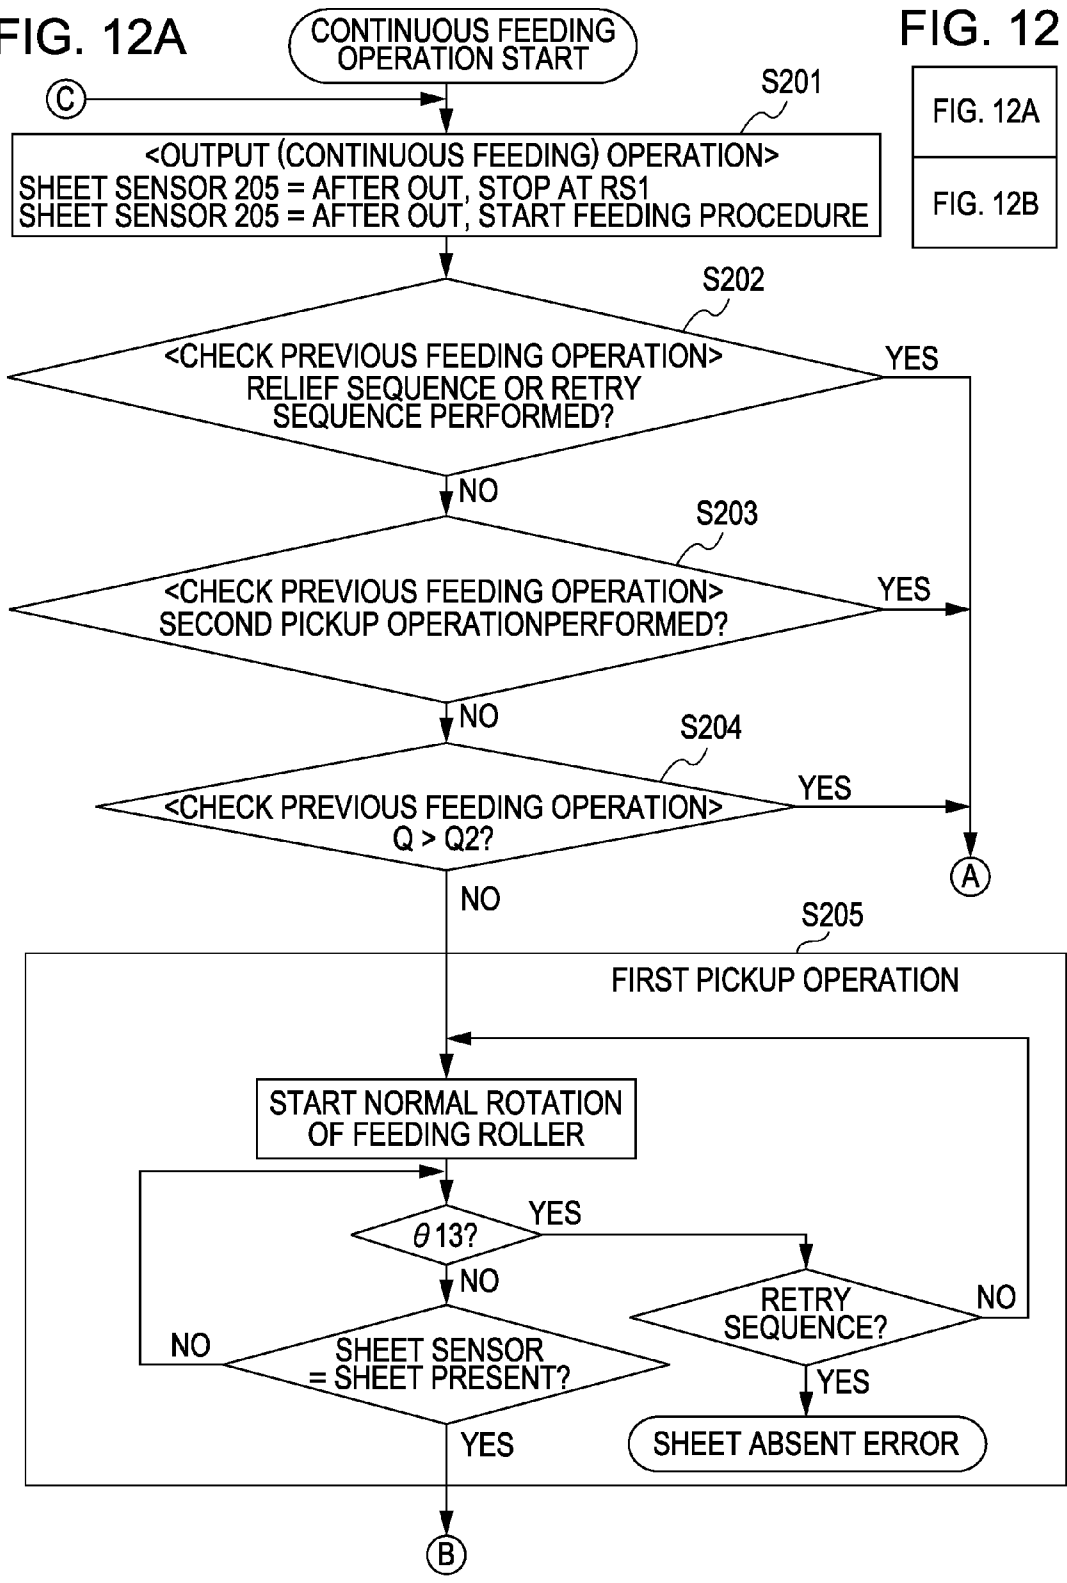 FIG. 12A
FIG. 12
FIG. 12A
FIG. 12B
CONTINUOUS FEEDING
OPERATION START
C
S201
<OUTPUT (CONTINUOUS FEEDING) OPERATION>
SHEET SENSOR 205 = AFTER OUT, STOP AT RS1
SHEET SENSOR 205 = AFTER OUT, START FEEDING PROCEDURE
S202
<CHECK PREVIOUS FEEDING OPERATION>
RELIEF SEQUENCE OR RETRY
SEQUENCE PERFORMED?
YES
NO
S203
<CHECK PREVIOUS FEEDING OPERATION>
SECOND PICKUP OPERATIONPERFORMED?
YES
NO
S204
<CHECK PREVIOUS FEEDING OPERATION>
Q > Q2?
YES
A
NO
S205
FIRST PICKUP OPERATION
START NORMAL ROTATION
OF FEEDING ROLLER
θ13?
YES
NO
RETRY
SEQUENCE?
NO
YES
SHEET SENSOR
= SHEET PRESENT?
NO
YES
SHEET ABSENT ERROR
B